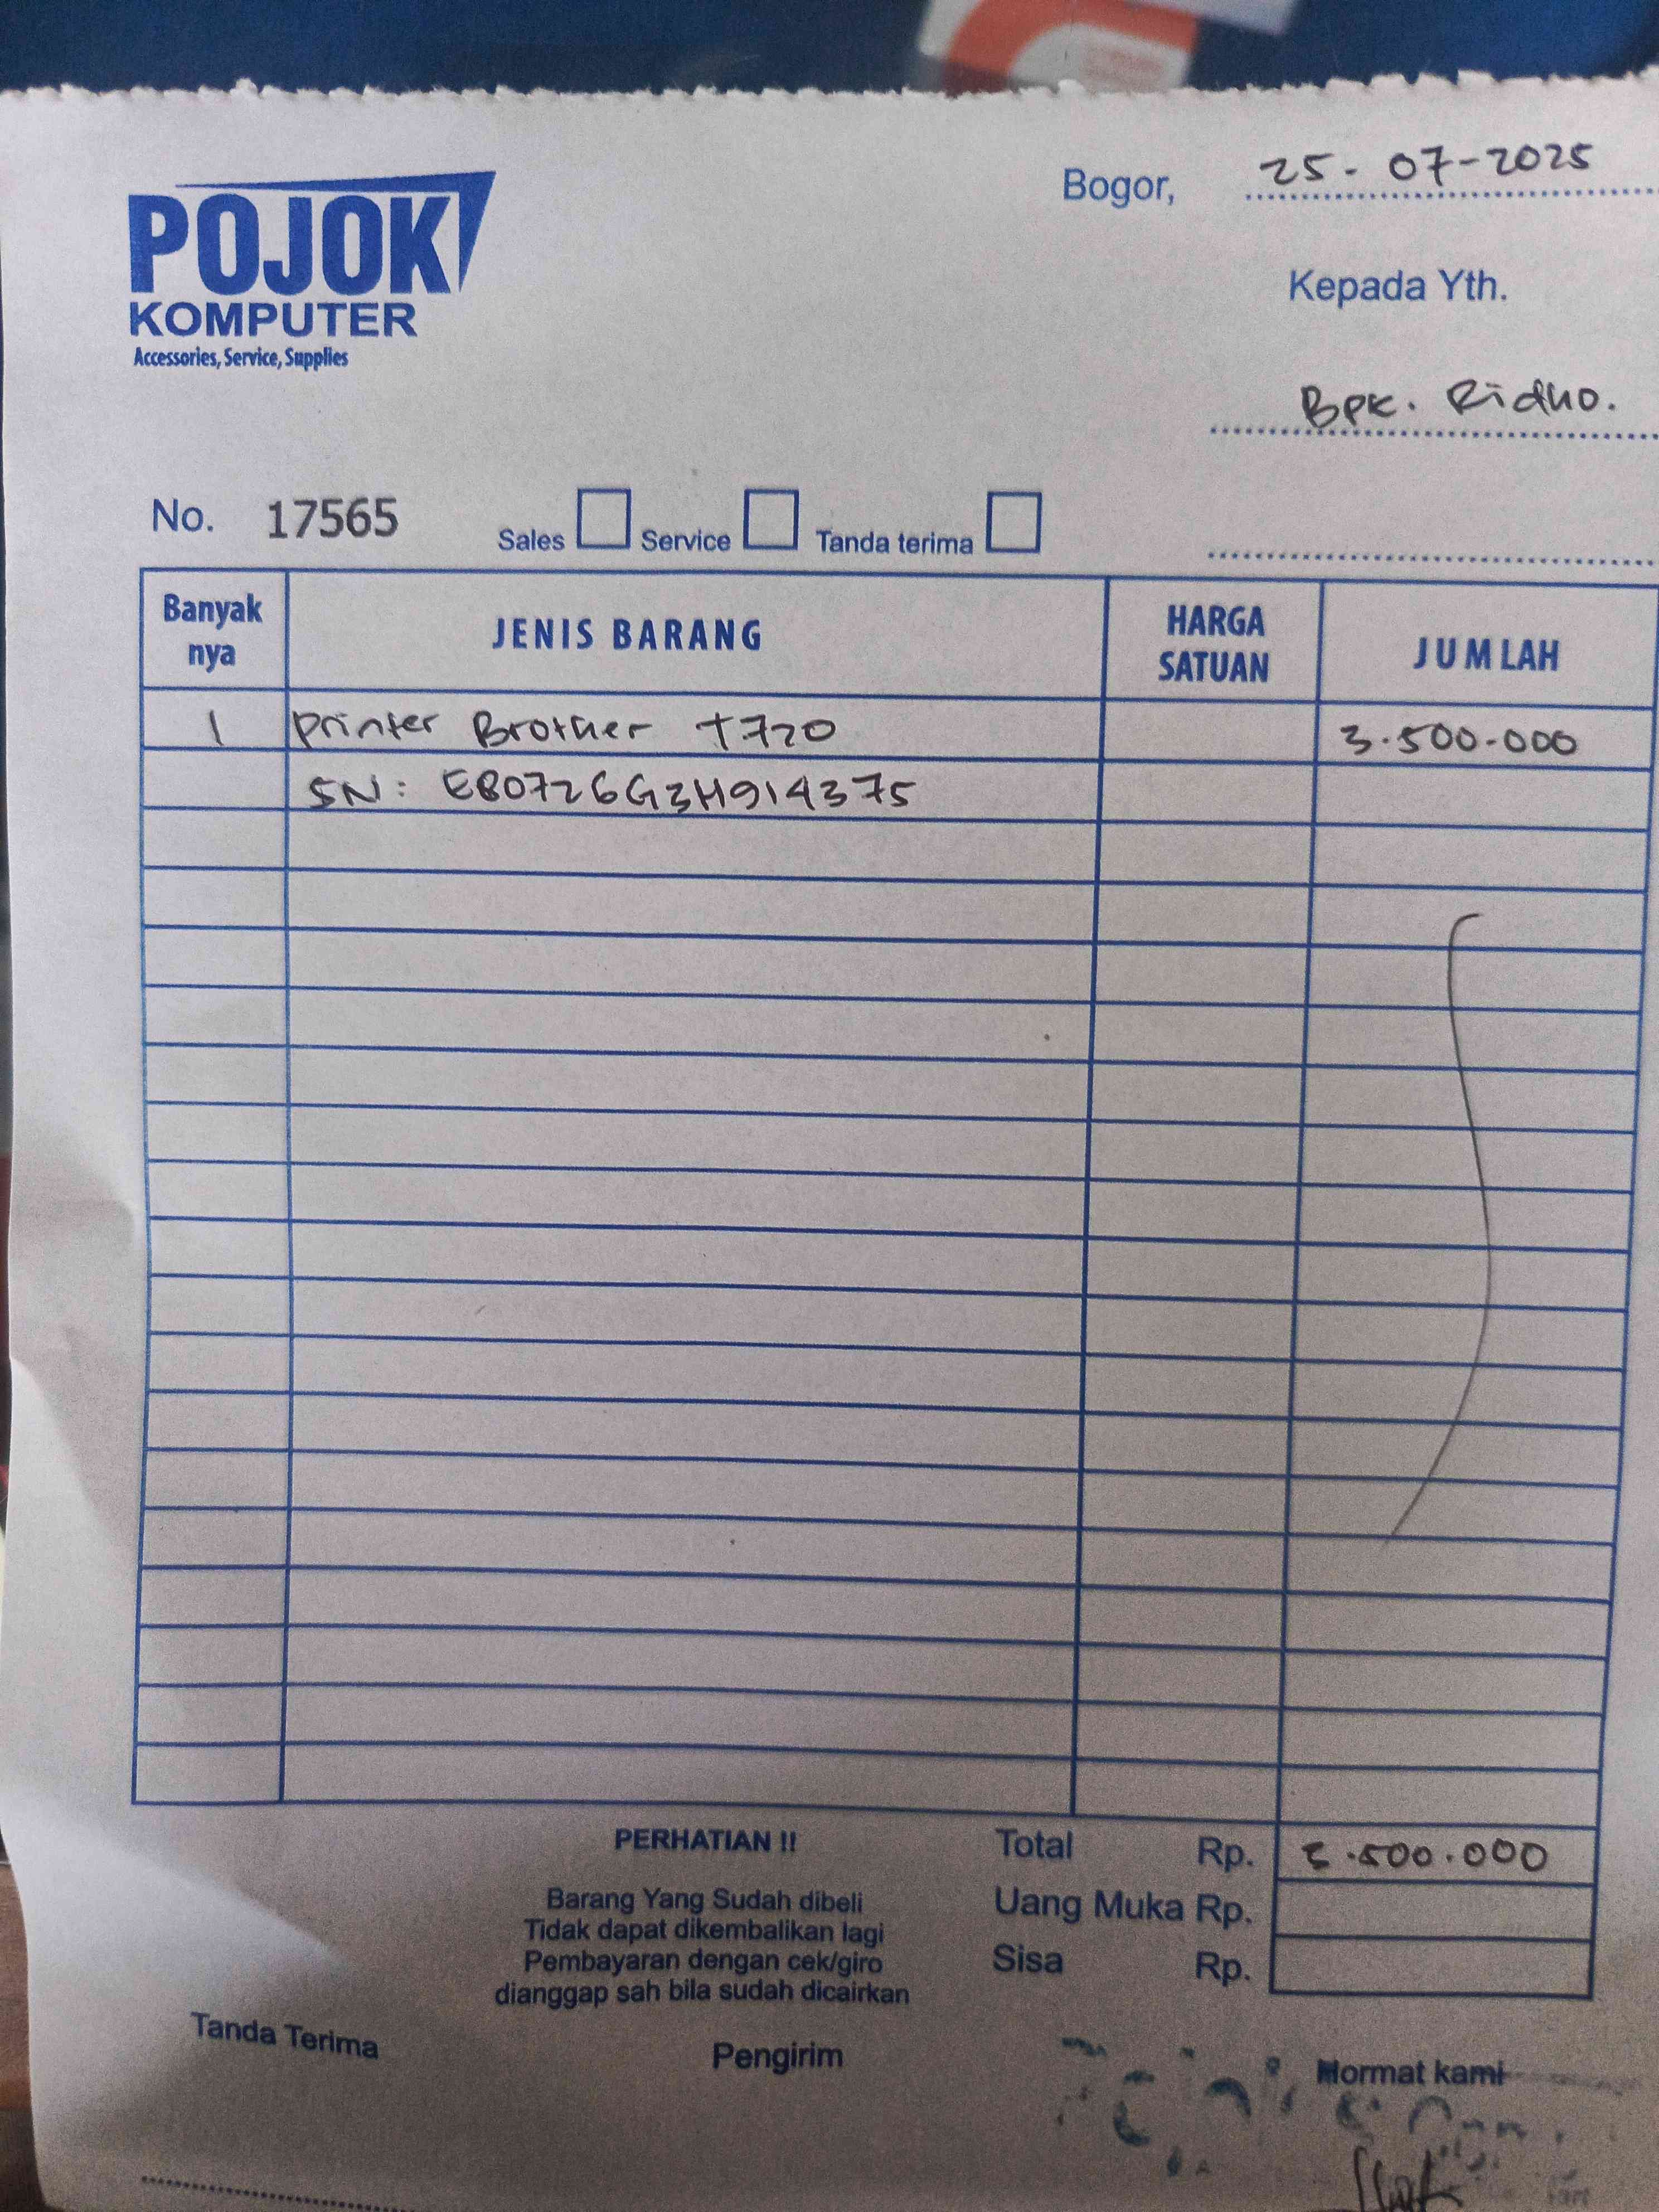 POJOK
KOMPUTER
Accessories, Service, Supplies
Bogor, 25-07-2025
Kepada Yth.
Bpk. Ridho.
No. 17565 Sales Service Tanda terima
Banyak nya JENIS BARANG HARGA SATUAN JUMLAH
1 Printer Brother T720 3.500.000
SN: E80726G3H914375
PERHATIAN !!
Barang Yang Sudah dibeli
Tidak dapat dikembalikan lagi
Pembayaran dengan cek/giro
dianggap sah bila sudah dicairkan
Total Rp. 3.500.000
Uang Muka Rp.
Sisa Rp.
Tanda Terima Pengirim Hormat kami